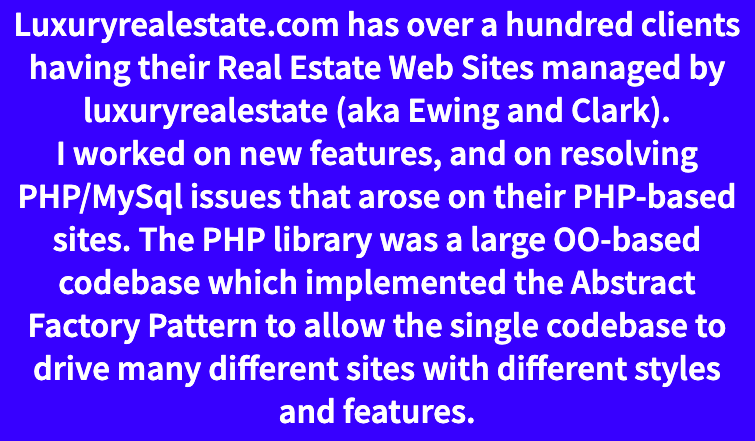 Luxuryrealestate.com has over a hundred clients
having their Real Estate Web Sites managed by
luxuryrealestate (aka Ewing and Clark).
I worked on new features, and on resolving
PHP/MySql issues that arose on their PHP-based
sites. The PHP library was a large OO-based
codebase which implemented the Abstract
Factory Pattern to allow the single codebase to
drive many different sites with different styles
and features.